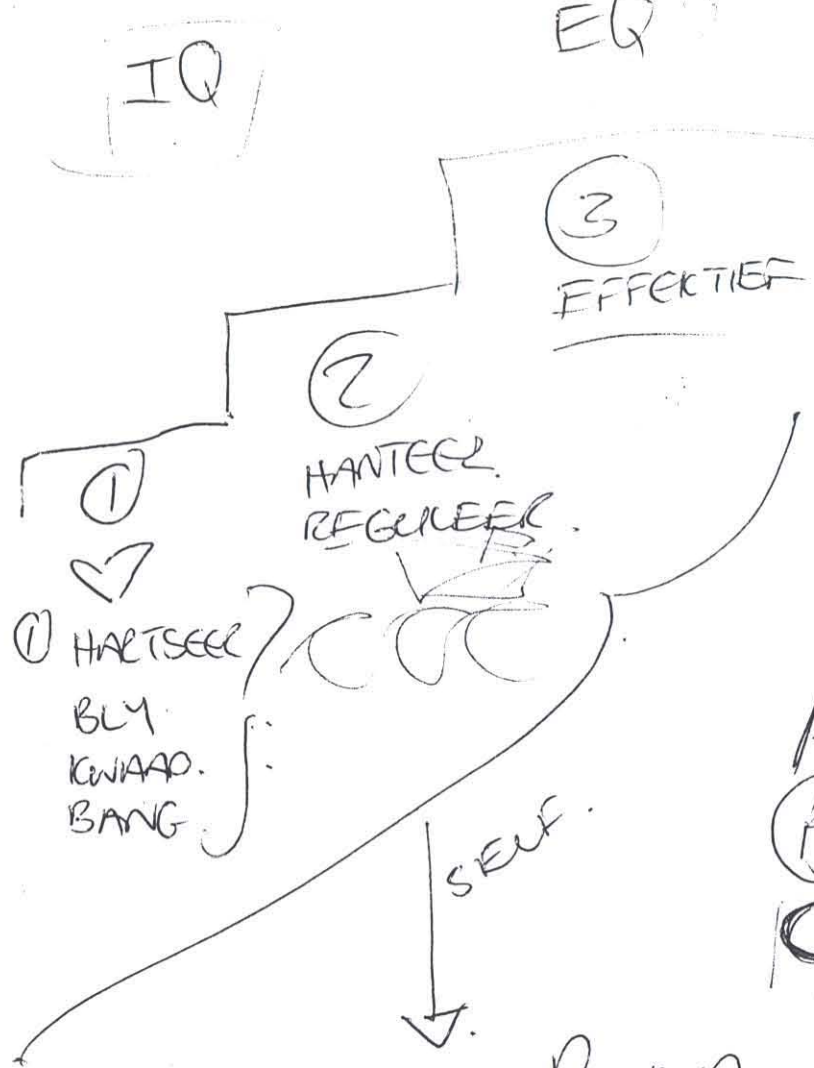 IQ
EQ
3
EFFEKTIEF
2
HANTEER.
REGULEER.
1
1 HARTSEER
BLY.
KWAAD.
BANG
SELF.